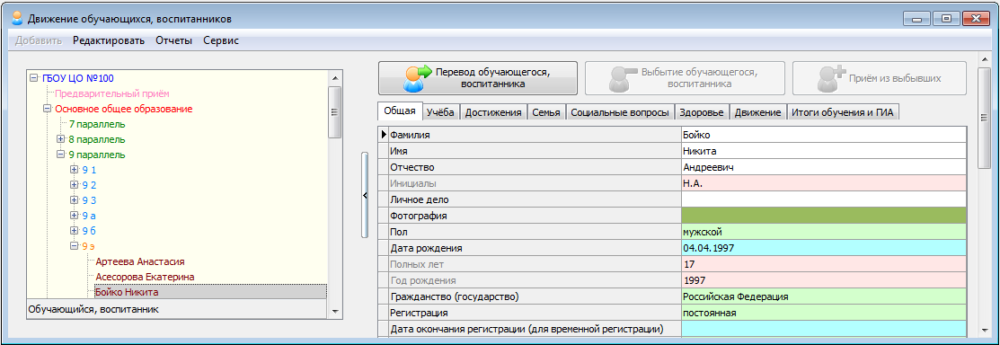 Движение обучающихся, воспитанников
Добавить Редактировать Отчеты Сервис
ГБОУ ЦО №100
Предварительный приём
Основное общее образование
7 параллель
8 параллель
9 параллель
9 1
9 2
9 3
9 а
9 б
9 э
Артеева Анастасия
Асесорова Екатерина
Бойко Никита
Обучающийся, воспитанник
Перевод обучающегося,
воспитанника
Выбытие обучающегося,
воспитанника
Приём из выбывших
Общая Учёба Достижения Семья Социальные вопросы Здоровье Движение Итоги обучения и ГИА
Фамилия Бойко
Имя Никита
Отчество Андреевич
Инициалы Н.А.
Личное дело
Фотография
Пол мужской
Дата рождения 04.04.1997
Полных лет 17
Год рождения 1997
Гражданство (государство) Российская Федерация
Регистрация постоянная
Дата окончания регистрации (для временной регистрации)